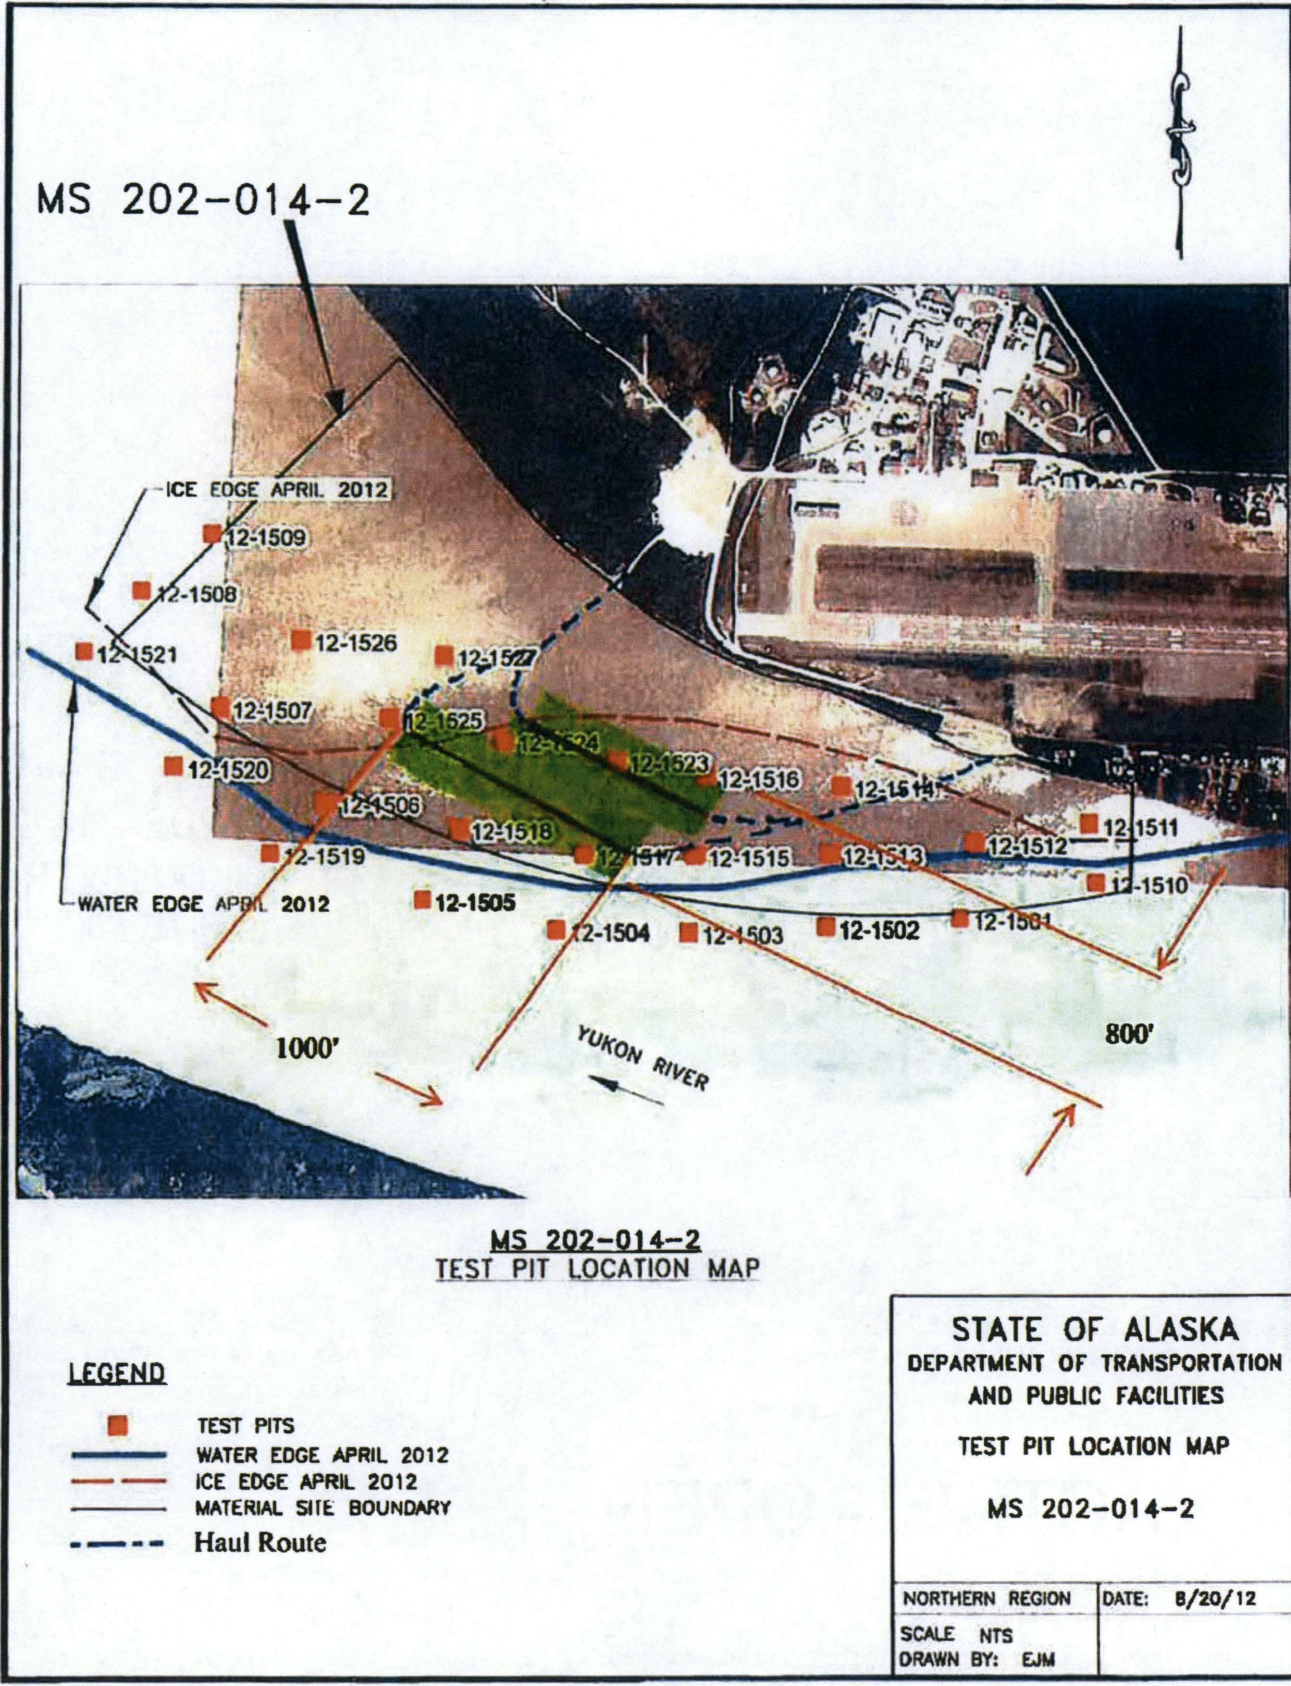 MS 202-014-2
ICE EDGE APRIL 2012
12-1509
12-1508
12-1521
12-1526
12-1527
12-1507
12-1525
12-1524
12-1523
12-1516
12-1514
12-1520
12-1506
12-1518
12-1511
12-1519
12-1517
12-1515
12-1513
12-1512
12-1510
WATER EDGE APRIL 2012
12-1505
12-1504
12-1503
12-1502
12-1501
1000'
YUKON RIVER
800'
MS 202-014-2
TEST PIT LOCATION MAP
LEGEND
TEST PITS
WATER EDGE APRIL 2012
ICE EDGE APRIL 2012
MATERIAL SITE BOUNDARY
Haul Route
STATE OF ALASKA
DEPARTMENT OF TRANSPORTATION
AND PUBLIC FACILITIES
TEST PIT LOCATION MAP
MS 202-014-2
NORTHERN REGION
DATE: 8/20/12
SCALE NTS
DRAWN BY: EJM